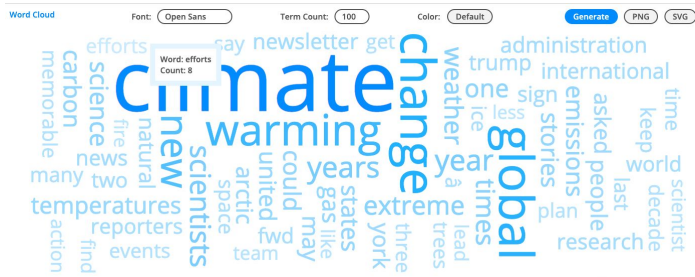 Word Cloud Font: Open Sans Term Count: 100 Color: Default Generate PNG SVG
efforts say newsletter get administration
Word: efforts
Count: 8
memorable carbon science climate change weather trump international
one sign ice less emissions asked time
fire natural new warming global stories keep
news scientists years year people world
many two arctic united could gas states â times last scientist
temperatures space extreme plan decade
reporters fwd may like york three trees lead research
action find events team